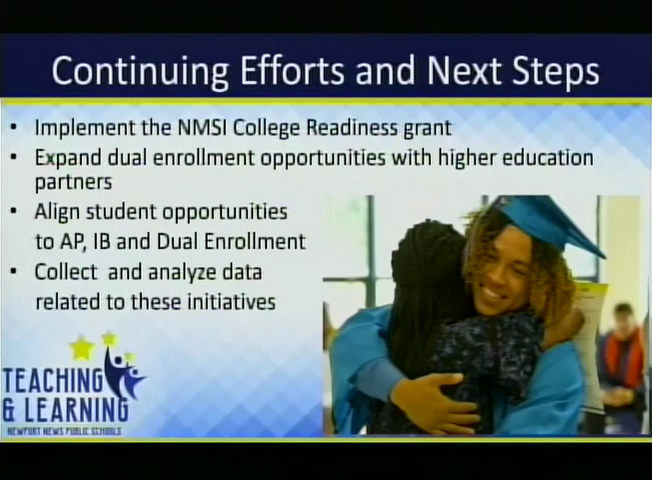 Continuing Efforts and Next Steps
• Implement the NMSI College Readiness grant
• Expand dual enrollment opportunities with higher education
partners
• Align student opportunities
to AP, IB and Dual Enrollment
• Collect and analyze data
related to these initiatives
TEACHING
& LEARNING
NEWPORT NEWS PUBLIC SCHOOLS